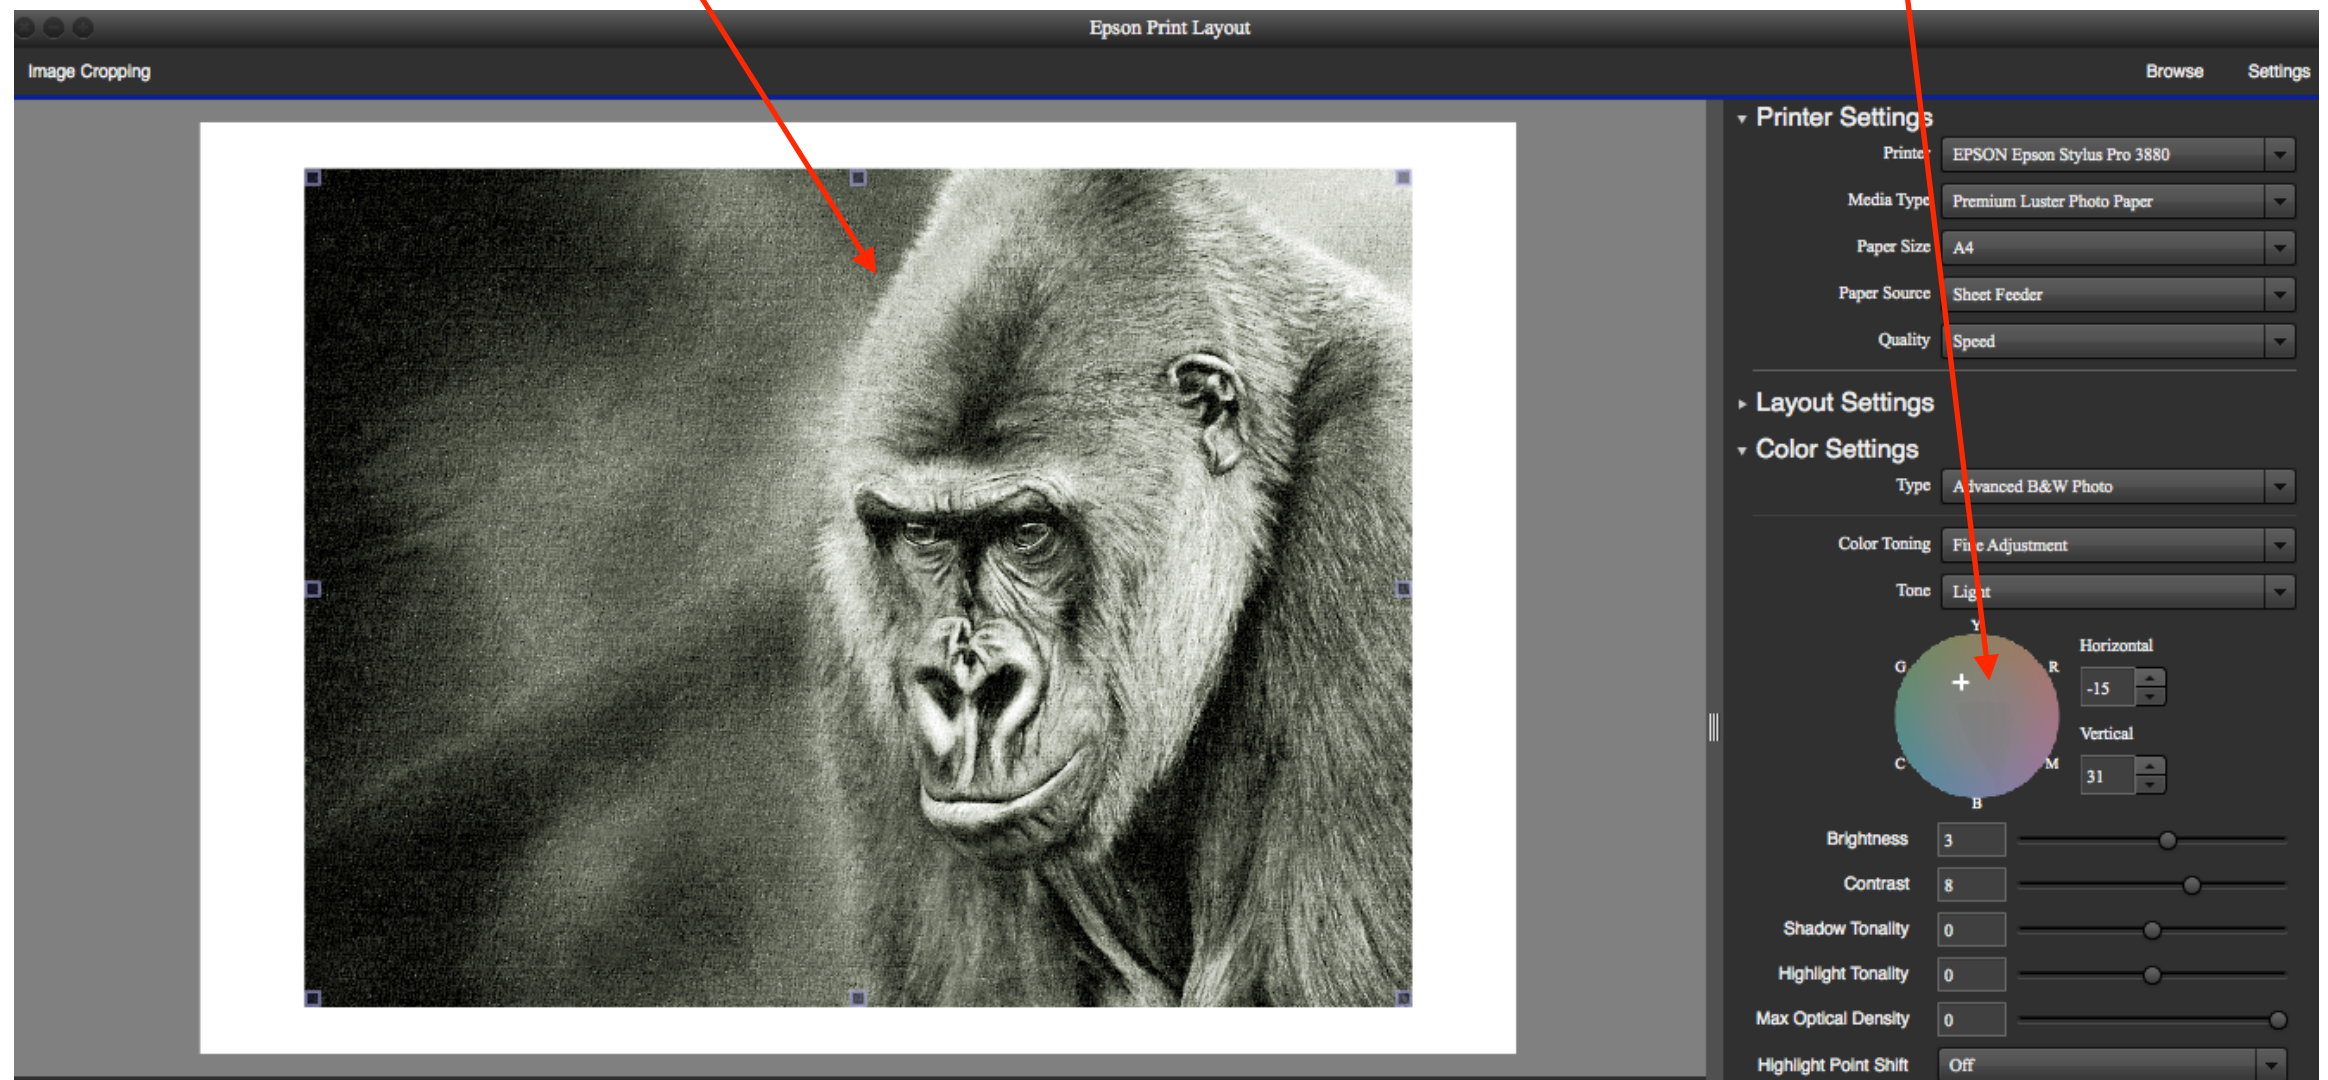 Epson Print Layout
Image Cropping
Browse Settings
Printer Settings
Printer EPSON Epson Stylus Pro 3880
Media Type Premium Luster Photo Paper
Paper Size A4
Paper Source Sheet Feeder
Quality Speed
Layout Settings
Color Settings
Type Advanced B&W Photo
Color Toning Fine Adjustment
Tone Light
Y
Horizontal
G R
-15
Vertical
C M
31
B
Brightness 3
Contrast 8
Shadow Tonality 0
Highlight Tonality 0
Max Optical Density 0
Highlight Point Shift Off